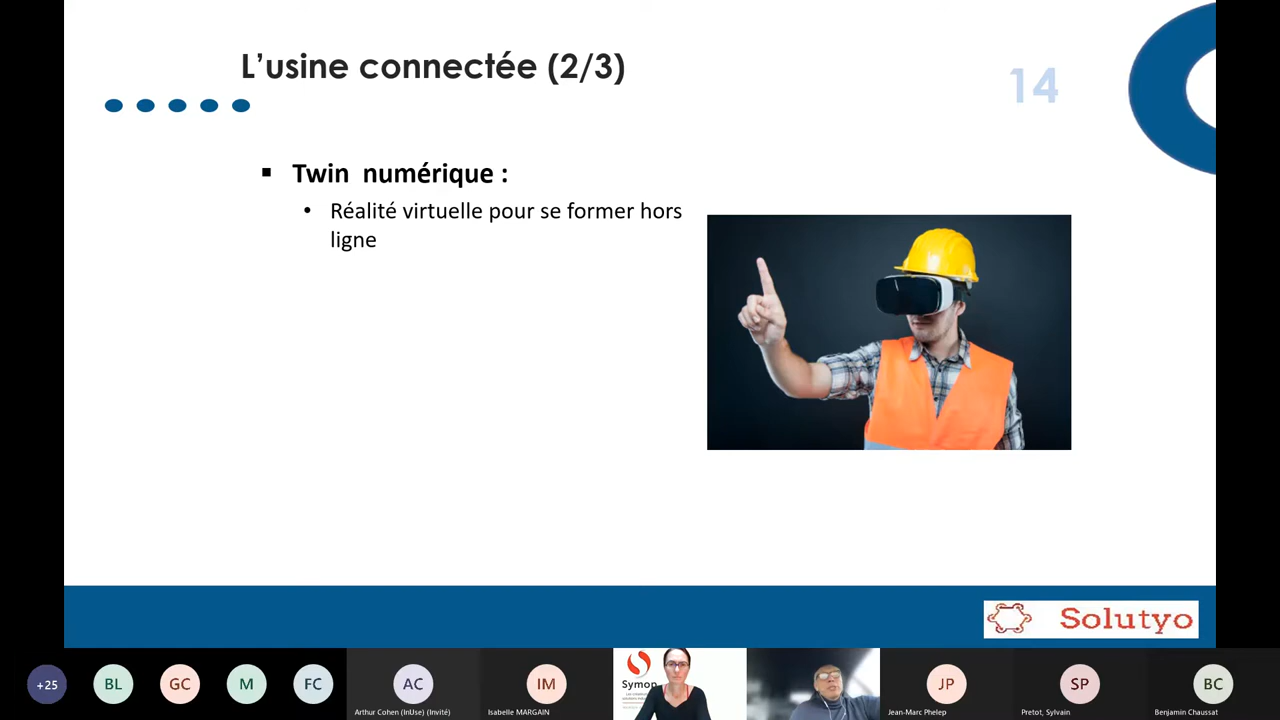 L’usine connectée (2/3)
14
▪ Twin numérique :
• Réalité virtuelle pour se former hors
ligne
Solutyo
+25
BL
GC
M
FC
AC
Arthur Cohen (InUse) (Invité)
IM
Isabelle MARGAIN
Symop
JP
Jean-Marc Phelep
SP
Pretot, Sylvain
BC
Benjamin Chaussat